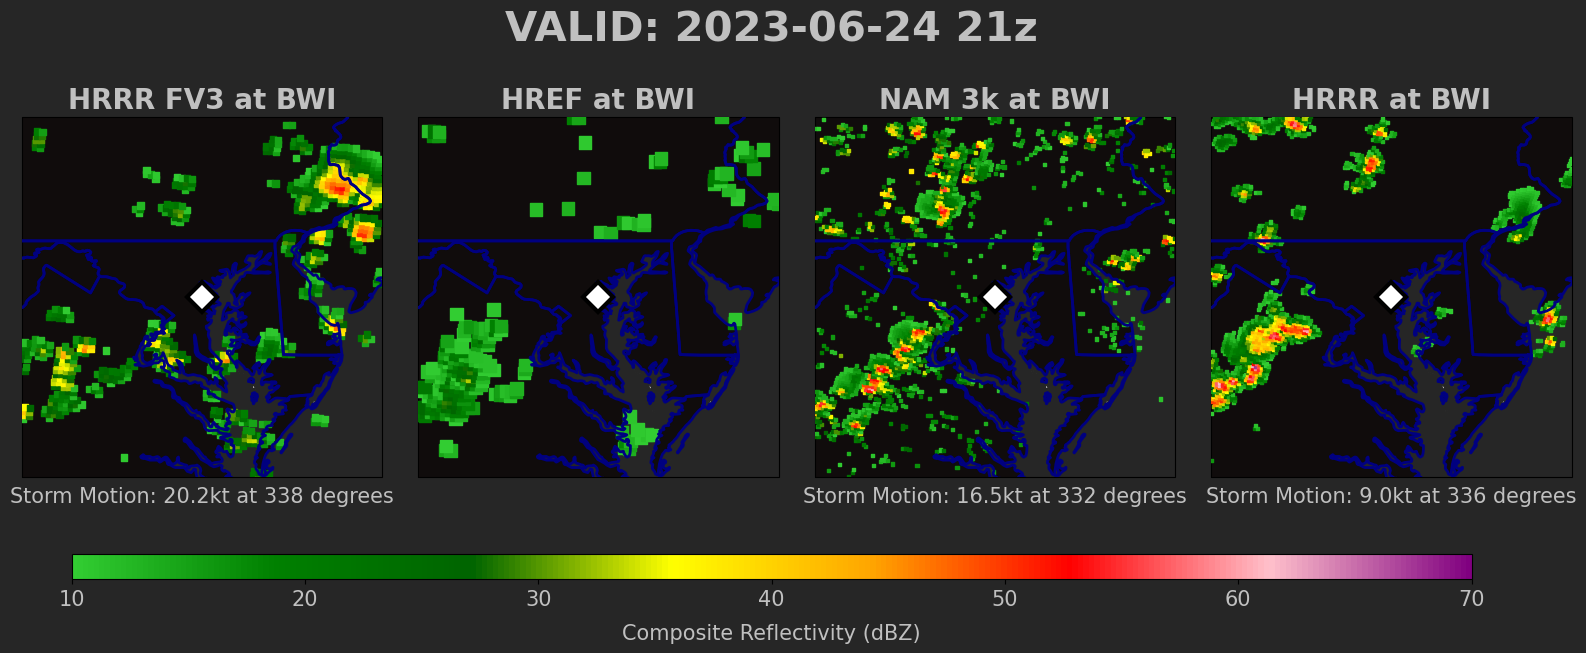 VALID: 2023-06-24 21z
HRRR FV3 at BWI
HREF at BWI
NAM 3k at BWI
HRRR at BWI
Storm Motion: 20.2kt at 338 degrees
Storm Motion: 16.5kt at 332 degrees
Storm Motion: 9.0kt at 336 degrees
10 20 30 40 50 60 70
Composite Reflectivity (dBZ)